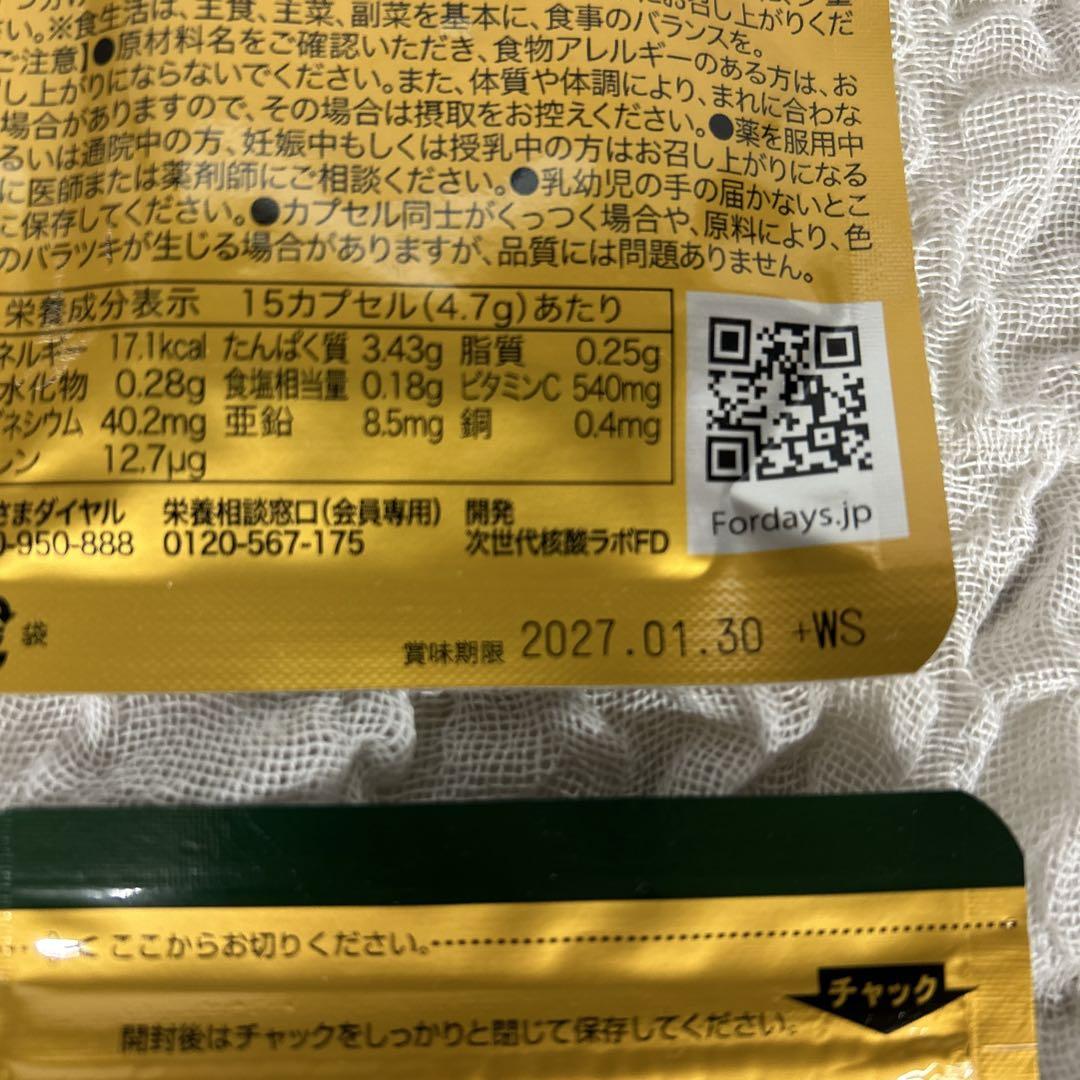 い。※食生活は、主食、主菜、副菜を基本に、食事のバランスを。
ご注意】●原材料名をご確認いただき、食物アレルギーのある方は、お
し上がりにならないでください。また、体質や体調により、まれに合わな
場合がありますので、その場合は摂取をお控えください。●薬を服用中
るいは通院中の方、妊娠中もしくは授乳中の方はお召し上がりになる
に医師または薬剤師にご相談ください。●乳幼児の手の届かないとこ
に保存してください。●カプセル同士がくっつく場合や、原料により、色
のバラツキが生じる場合がありますが、品質には問題ありません。
栄養成分表示 15カプセル(4.7g)あたり
ネルギー 17.1kcal たんぱく質 3.43g 脂質 0.25g
水化物 0.28g 食塩相当量 0.18g ビタミンC 540mg
グネシウム 40.2mg 亜鉛 8.5mg 銅 0.4mg
レン 12.7μg
Fordays.jp
さまダイヤル 栄養相談窓口(会員専用) 開発
0-950-888 0120-567-175 次世代核酸ラボFD
袋
賞味期限 2027.01.30 +WS
ここからお切りください。
チャック
開封後はチャックをしっかりと閉じて保存してください。